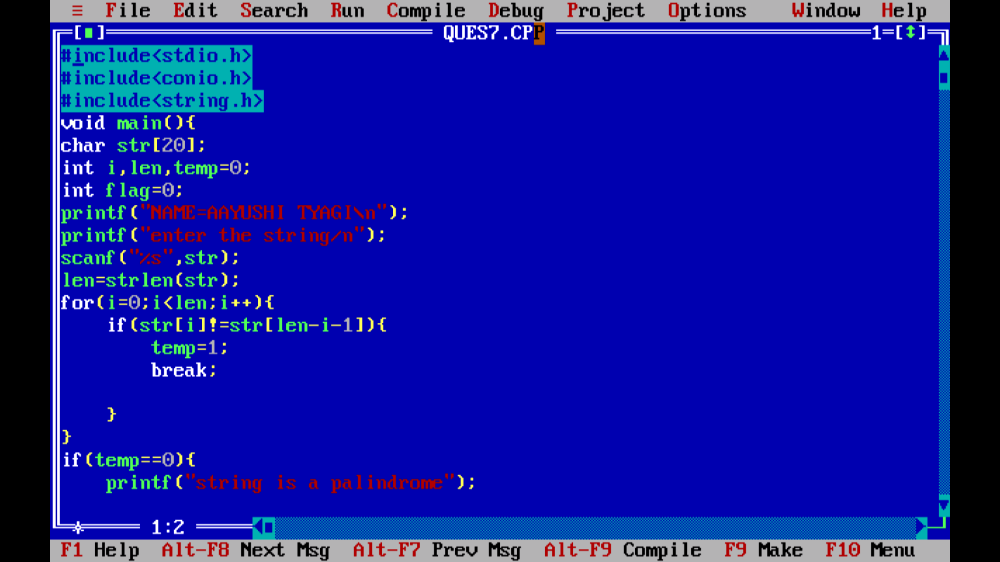 ≡ File Edit Search Run Compile Debug Project Options Window Help
[■] QUES7.CPP 1=[↕]
#include<stdio.h>
#include<conio.h>
#include<string.h>
void main(){
char str[20];
int i,len,temp=0;
int flag=0;
printf("NAME=AAYUSHI TYAGI\n");
printf("enter the string/n");
scanf("%s",str);
len=strlen(str);
for(i=0;i<len;i++){
    if(str[i]!=str[len-i-1]){
        temp=1;
        break;
    }
}
if(temp==0){
    printf("string is a palindrome");
1:2
F1 Help Alt-F8 Next Msg Alt-F7 Prev Msg Alt-F9 Compile F9 Make F10 Menu